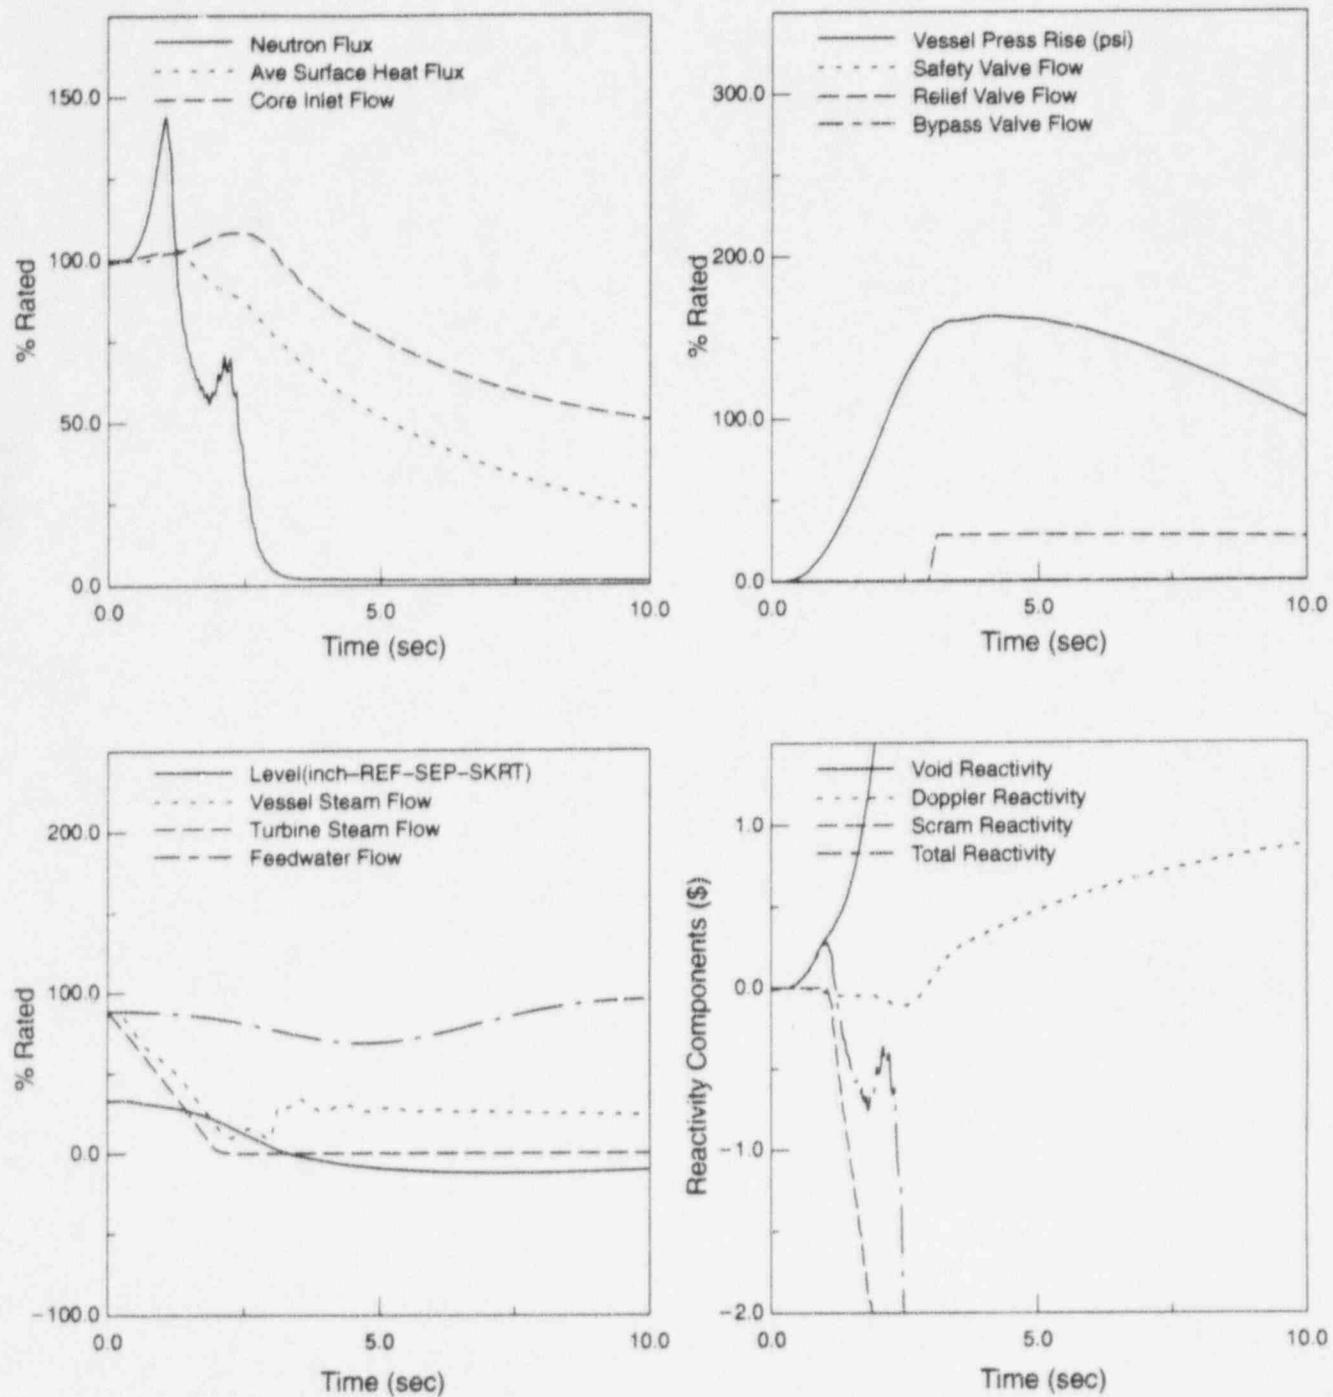 Neutron Flux
Ave Surface Heat Flux
Core Inlet Flow
150.0
100.0
50.0
0.0
% Rated
0.0
5.0
10.0
Time (sec)
Vessel Press Rise (psi)
Safety Valve Flow
Relief Valve Flow
Bypass Valve Flow
300.0
200.0
100.0
0.0
% Rated
0.0
5.0
10.0
Time (sec)
Level(inch-REF-SEP-SKRT)
Vessel Steam Flow
Turbine Steam Flow
Feedwater Flow
200.0
100.0
0.0
-100.0
% Rated
0.0
5.0
10.0
Time (sec)
Void Reactivity
Doppler Reactivity
Scram Reactivity
Total Reactivity
1.0
0.0
-1.0
-2.0
Reactivity Components ($)
0.0
5.0
10.0
Time (sec)